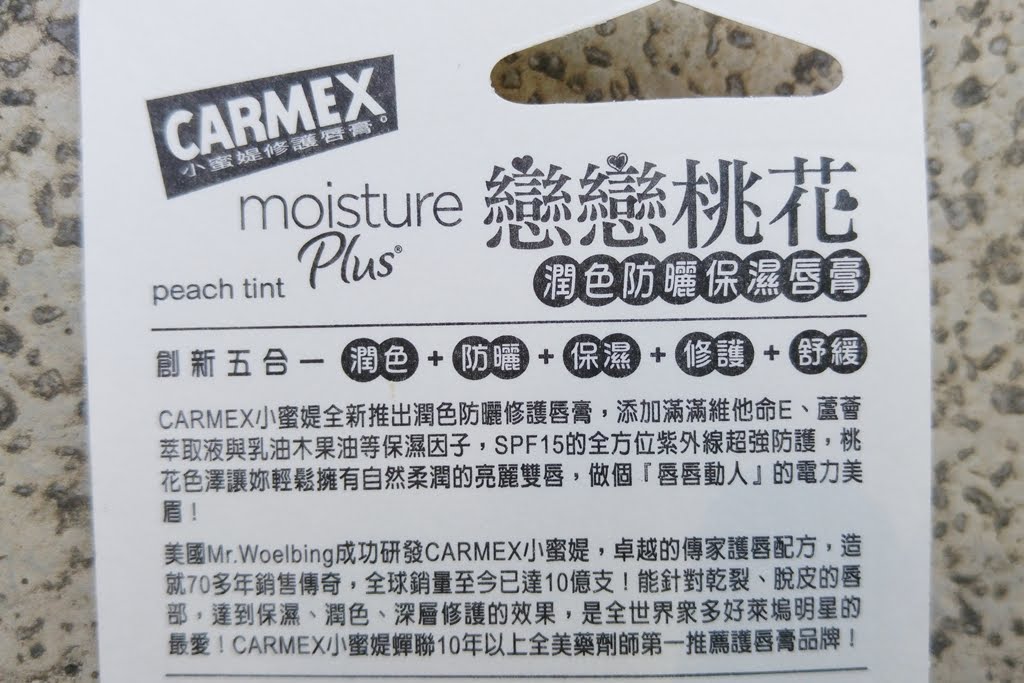 CARMEX
小蜜媞修護唇膏。
moisture
Plus®
戀戀桃花
peach tint
潤色防曬保濕唇膏
創新五合一 潤色+防曬+保濕+修護+舒緩
CARMEX小蜜媞全新推出潤色防曬修護唇膏,添加滿滿維他命E、蘆薈
萃取液與乳油木果油等保濕因子,SPF15的全方位紫外線超強防護,桃
花色澤讓妳輕鬆擁有自然柔潤的亮麗雙唇,做個『唇唇動人』的電力美
眉!
美國Mr.Woelbing成功研發CARMEX小蜜媞,卓越的傳家護唇配方,造
就70多年銷售傳奇,全球銷量至今已達10億支!能針對乾裂、脫皮的唇
部,達到保濕、潤色、深層修護的效果,是全世界眾多好萊塢明星的
最愛!CARMEX小蜜媞蟬聯10年以上全美藥劑師第一推薦護唇膏品牌!